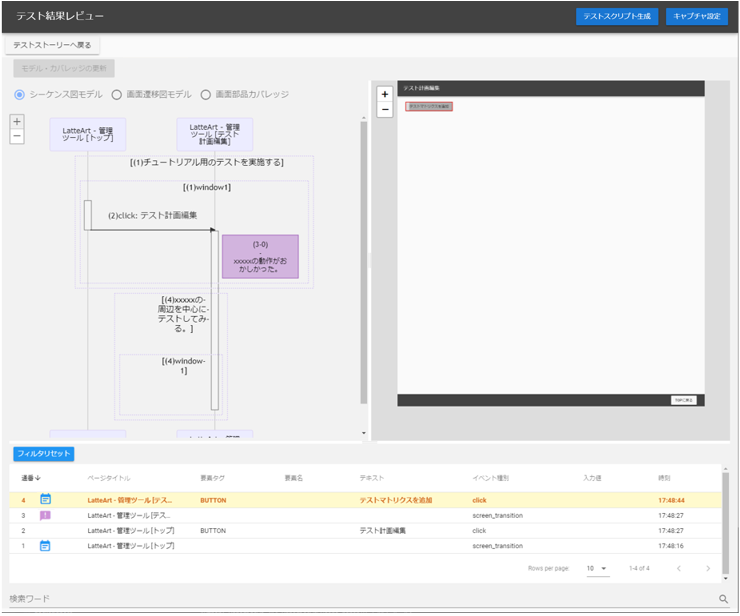 テスト結果レビュー
テストスクリプト生成
キャプチャ設定
テストストーリーへ戻る
モデル・カバレッジの更新
シーケンス図モデル
画面遷移図モデル
画面部品カバレッジ
LatteArt - 管理
ツール [トップ]
LatteArt - 管理
ツール [テスト
計画編集]
[(1)チュートリアル用のテストを実施する]
[(1)window1]
(2)click: テスト計画編集
(3-0)
-
xxxxxの動作がお
かしかった。
[(4)xxxxxの-
周辺を中心に-
テストしてみ-
る。]
[(4)window-
1]
テスト計画編集
テストマトリクスを追加
TOPに戻る
フィルタリセット
通番
ページタイトル
要素タグ
要素名
テキスト
イベント種別
入力値
時刻
4 LatteArt - 管理ツール [テス... BUTTON テストマトリクスを追加 click 17:48:44
3 LatteArt - 管理ツール [テス... screen_transition 17:48:27
2 LatteArt - 管理ツール [トップ] BUTTON テスト計画編集 click 17:48:27
1 LatteArt - 管理ツール [トップ] screen_transition 17:48:16
Rows per page: 10 1-4 of 4
検索ワード